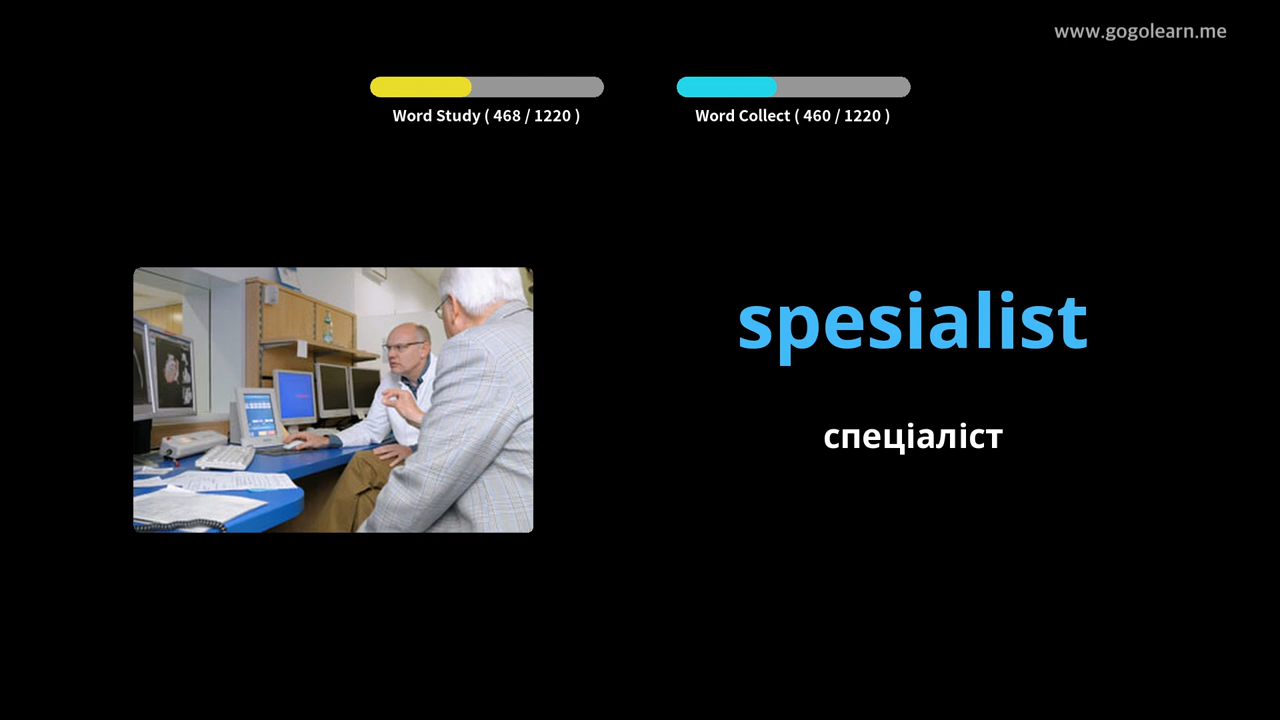 www.gogolearn.me
Word Study ( 468 / 1220 )
Word Collect ( 460 / 1220 )
spesialist
спеціаліст